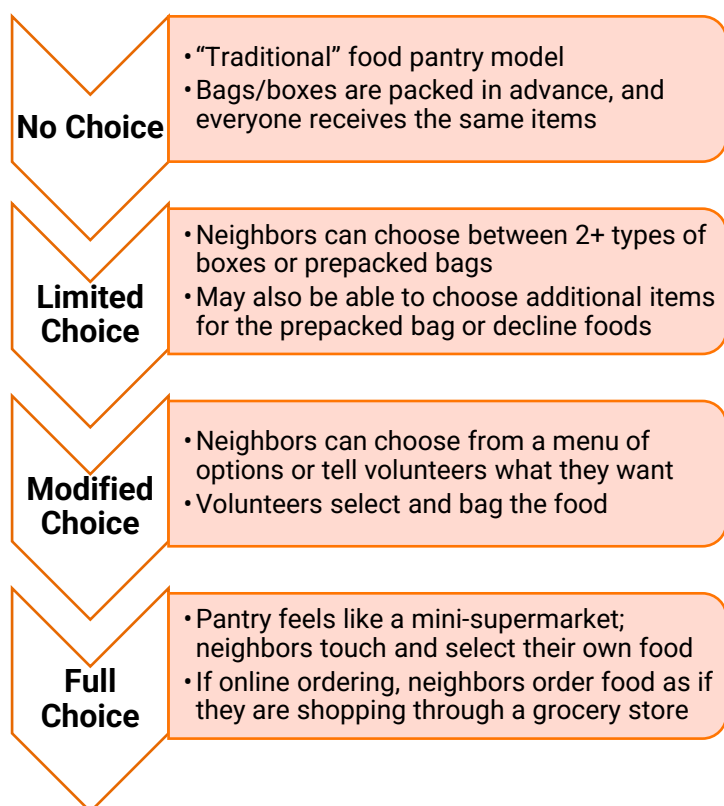 • “Traditional” food pantry model
• Bags/boxes are packed in advance, and
everyone receives the same items
No Choice
• Neighbors can choose between 2+ types of
boxes or prepacked bags
• May also be able to choose additional items
for the prepacked bag or decline foods
Limited
Choice
• Neighbors can choose from a menu of
options or tell volunteers what they want
• Volunteers select and bag the food
Modified
Choice
• Pantry feels like a mini-supermarket;
neighbors touch and select their own food
• If online ordering, neighbors order food as if
they are shopping through a grocery store
Full
Choice